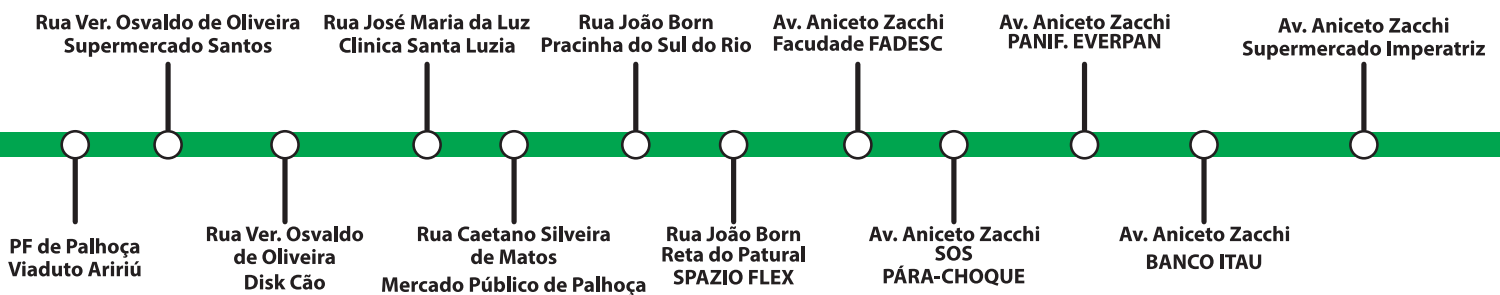 Rua Ver. Osvaldo de Oliveira
Supermercado Santos
Rua José Maria da Luz
Clinica Santa Luzia
Rua João Born
Pracinha do Sul do Rio
Av. Aniceto Zacchi
Facudade FADESC
Av. Aniceto Zacchi
PANIF. EVERPAN
Av. Aniceto Zacchi
Supermercado Imperatriz
PF de Palhoça
Viaduto Aririú
Rua Ver. Osvaldo
de Oliveira
Disk Cão
Rua Caetano Silveira
de Matos
Mercado Público de Palhoça
Rua João Born
Reta do Patural
SPAZIO FLEX
Av. Aniceto Zacchi
SOS
PÁRA-CHOQUE
Av. Aniceto Zacchi
BANCO ITAU